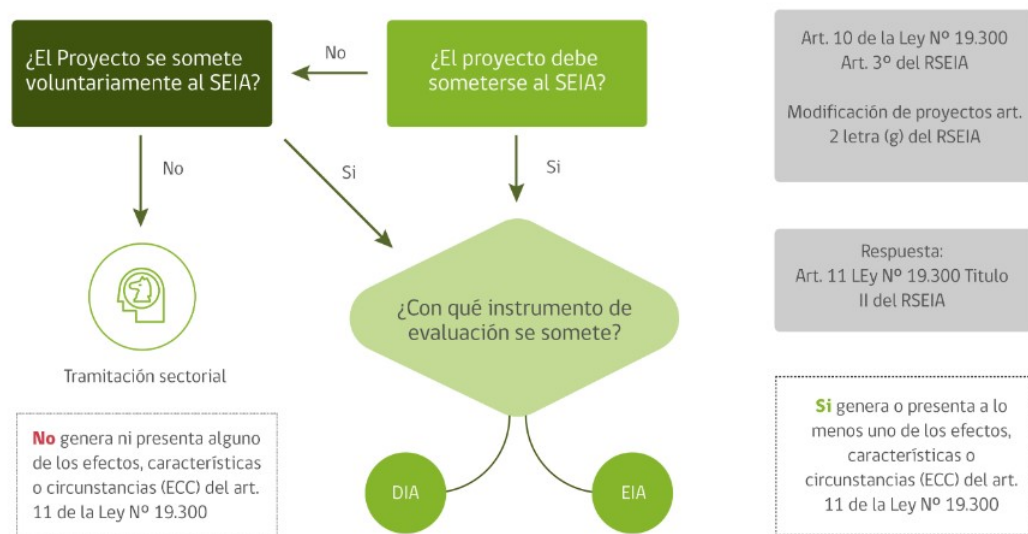 ¿El Proyecto se somete
voluntariamente al SEIA?
No
¿El proyecto debe
someterse al SEIA?
Art. 10 de la Ley Nº 19.300
Art. 3º del RSEIA
Modificación de proyectos art.
2 letra (g) del RSEIA
No
Si
Si
Respuesta:
Art. 11 LEy Nº 19.300 Titulo
II del RSEIA
¿Con qué instrumento de
evaluación se somete?
Tramitación sectorial
No genera ni presenta alguno
de los efectos, características
o circunstancias (ECC) del art.
11 de la Ley Nº 19.300
DIA
EIA
Si genera o presenta a lo
menos uno de los efectos,
características o
circunstancias (ECC) del art.
11 de la Ley Nº 19.300